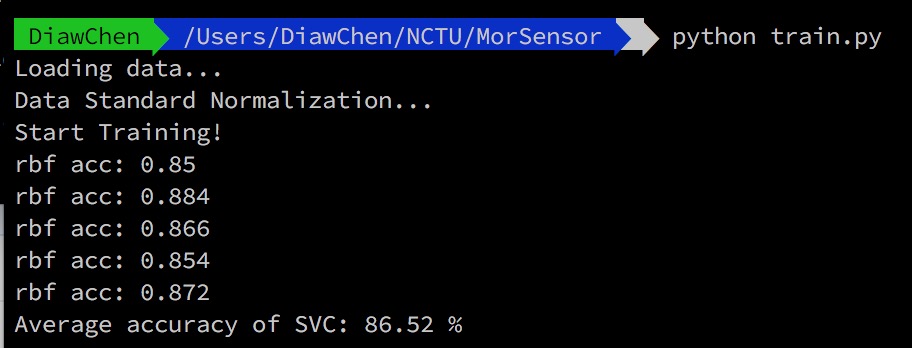 DiawChen /Users/DiawChen/NCTU/MorSensor python train.py
Loading data...
Data Standard Normalization...
Start Training!
rbf acc: 0.85
rbf acc: 0.884
rbf acc: 0.866
rbf acc: 0.854
rbf acc: 0.872
Average accuracy of SVC: 86.52 %